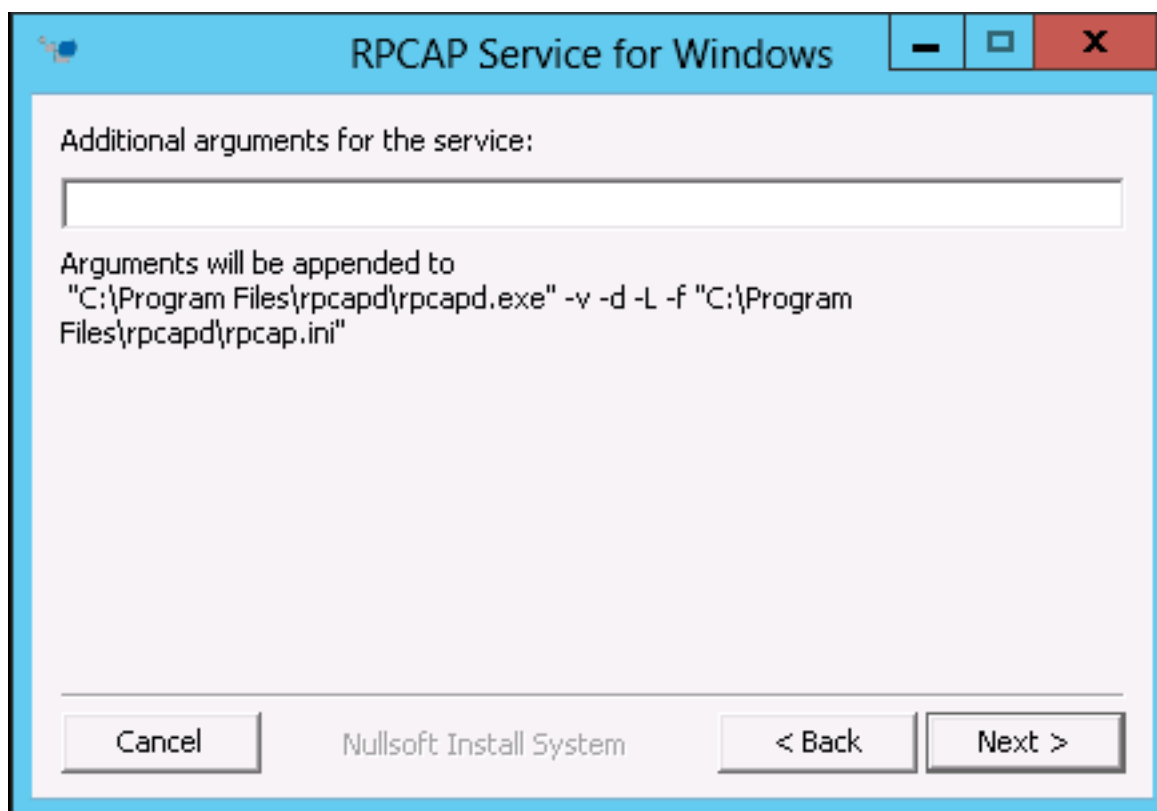 RPCAP Service for Windows
Additional arguments for the service:
Arguments will be appended to
"C:\Program Files\rpcapd\rpcapd.exe" -v -d -L -f "C:\Program
Files\rpcapd\rpcap.ini"
Cancel
Nullsoft Install System
< Back
Next >